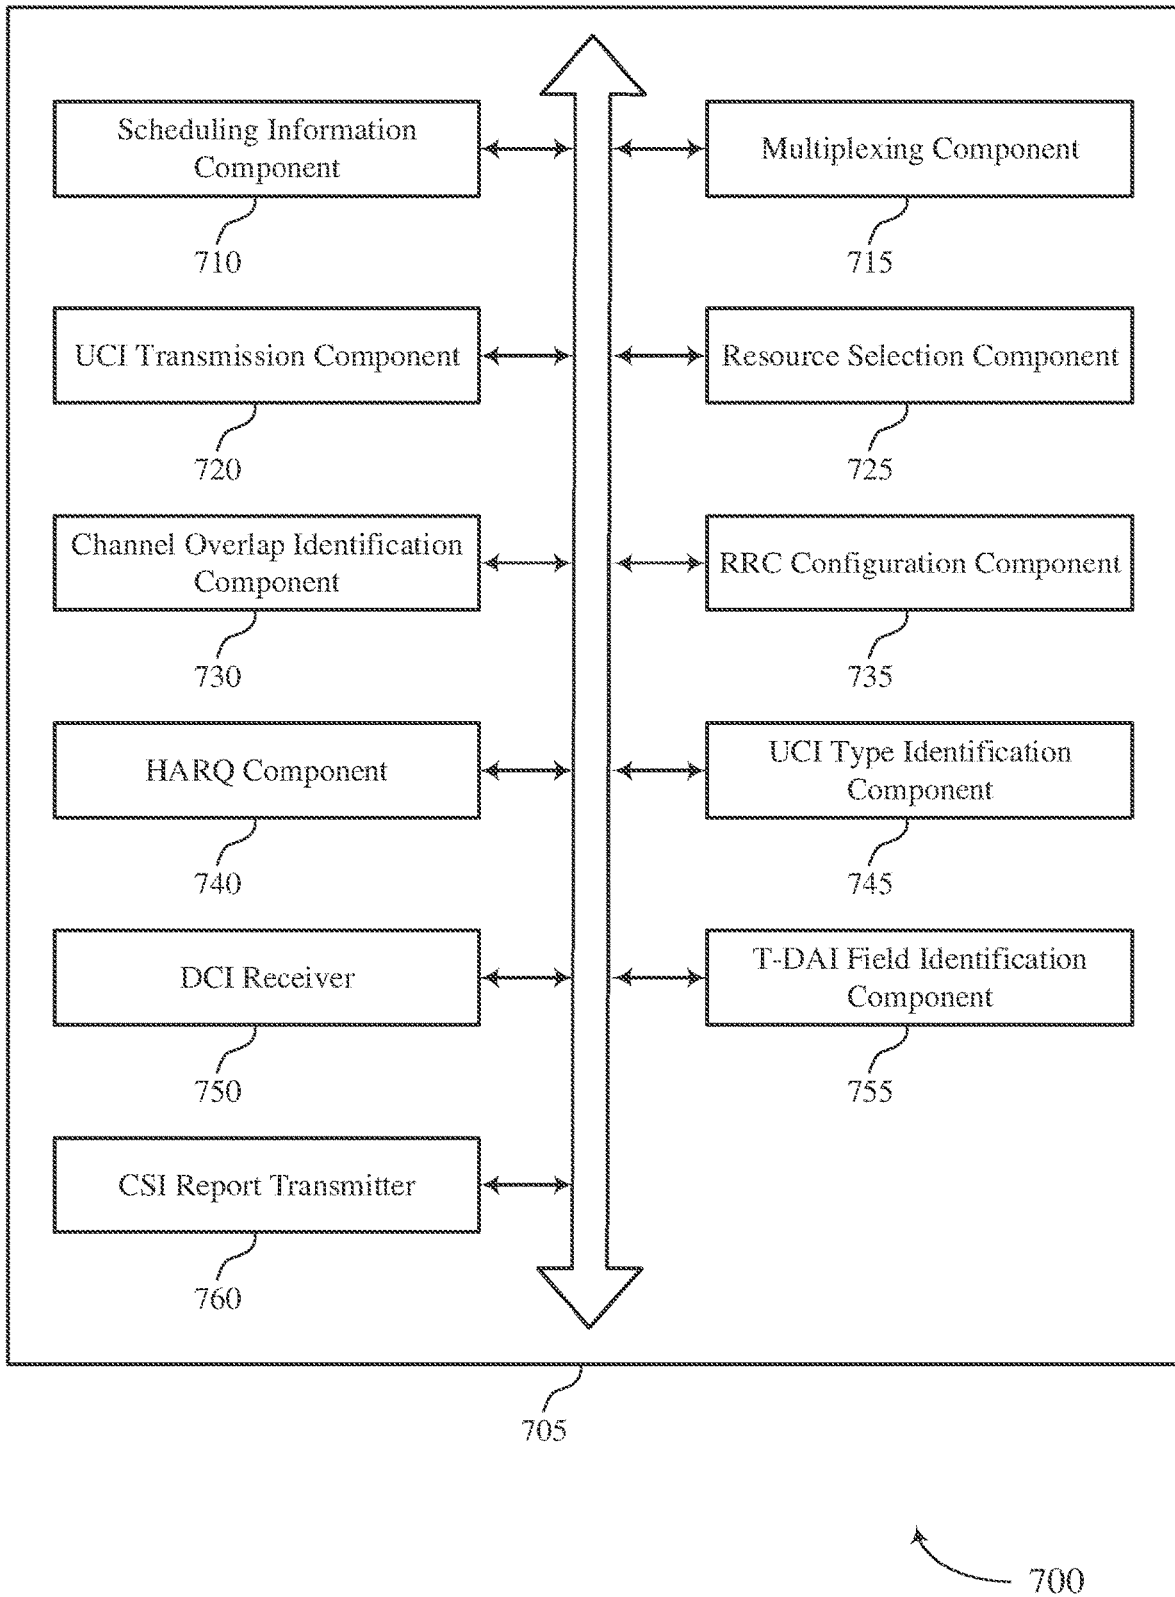 Scheduling Information
Component
710
Multiplexing Component
715
UCI Transmission Component
720
Resource Selection Component
725
Channel Overlap Identification
Component
730
RRC Configuration Component
735
HARQ Component
740
UCI Type Identification
Component
745
DCI Receiver
750
T-DAI Field Identification
Component
755
CSI Report Transmitter
760
705
700